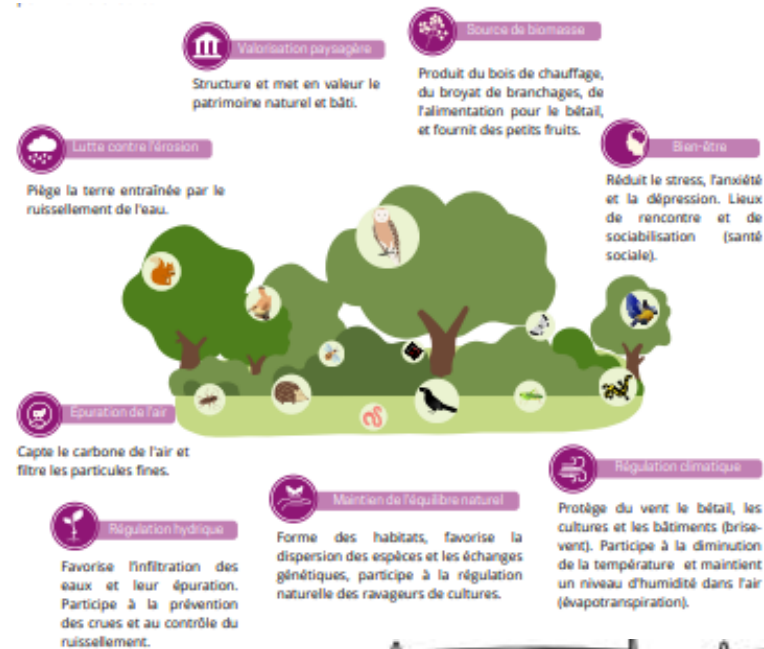 Valorisation paysagère
Structure et met en valeur le
patrimoine naturel et bâti.
Source de biomasse
Produit du bois de chauffage,
du broyat de branchages, de
l'alimentation pour le bétail,
et fournit des petits fruits.
Lutte contre l'érosion
Piège la terre entraînée par le
ruissellement de l'eau.
Bien-être
Réduit le stress, l'anxiété
et la dépression. Lieux
de rencontre et de
sociabilisation (santé
sociale).
Epuration de l'air
Capte le carbone de l'air et
filtre les particules fines.
Régulation hydrique
Favorise l'infiltration des
eaux et leur épuration.
Participe à la prévention
des crues et au contrôle du
ruissellement.
Maintien de l'équilibre naturel
Forme des habitats, favorise la
dispersion des espèces et les échanges
génétiques, participe à la régulation
naturelle des ravageurs de cultures.
Régulation climatique
Protège du vent le bétail, les
cultures et les bâtiments (brise-
vent). Participe à la diminution
de la température et maintient
un niveau d'humidité dans l'air
(évapotranspiration).